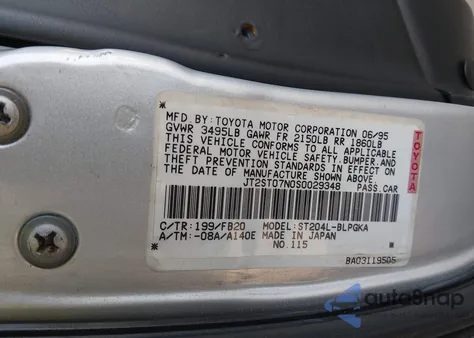 MFD.BY:TOYOTA MOTOR CORPORATION 06/95
GVWR 3495LB GAWR FR 2150LB RR 1860LB
THIS VEHICLE CONFORMS TO ALL APPLICABLE
FEDERAL MOTOR VEHICLE SAFETY,BUMPER,AND
THEFT PREVENTION STANDARDS IN EFFECT ON
THE DATE OF MANUFACTURE SHOWN ABOVE.
JT2ST07N0S0029348 PASS.CAR
C/TR:199/FB20 MODEL:ST204L-BLPGKA
A/TM:-08A/A140E MADE IN JAPAN
NO.115
BA03119505
TOYOTA
autoBsnap